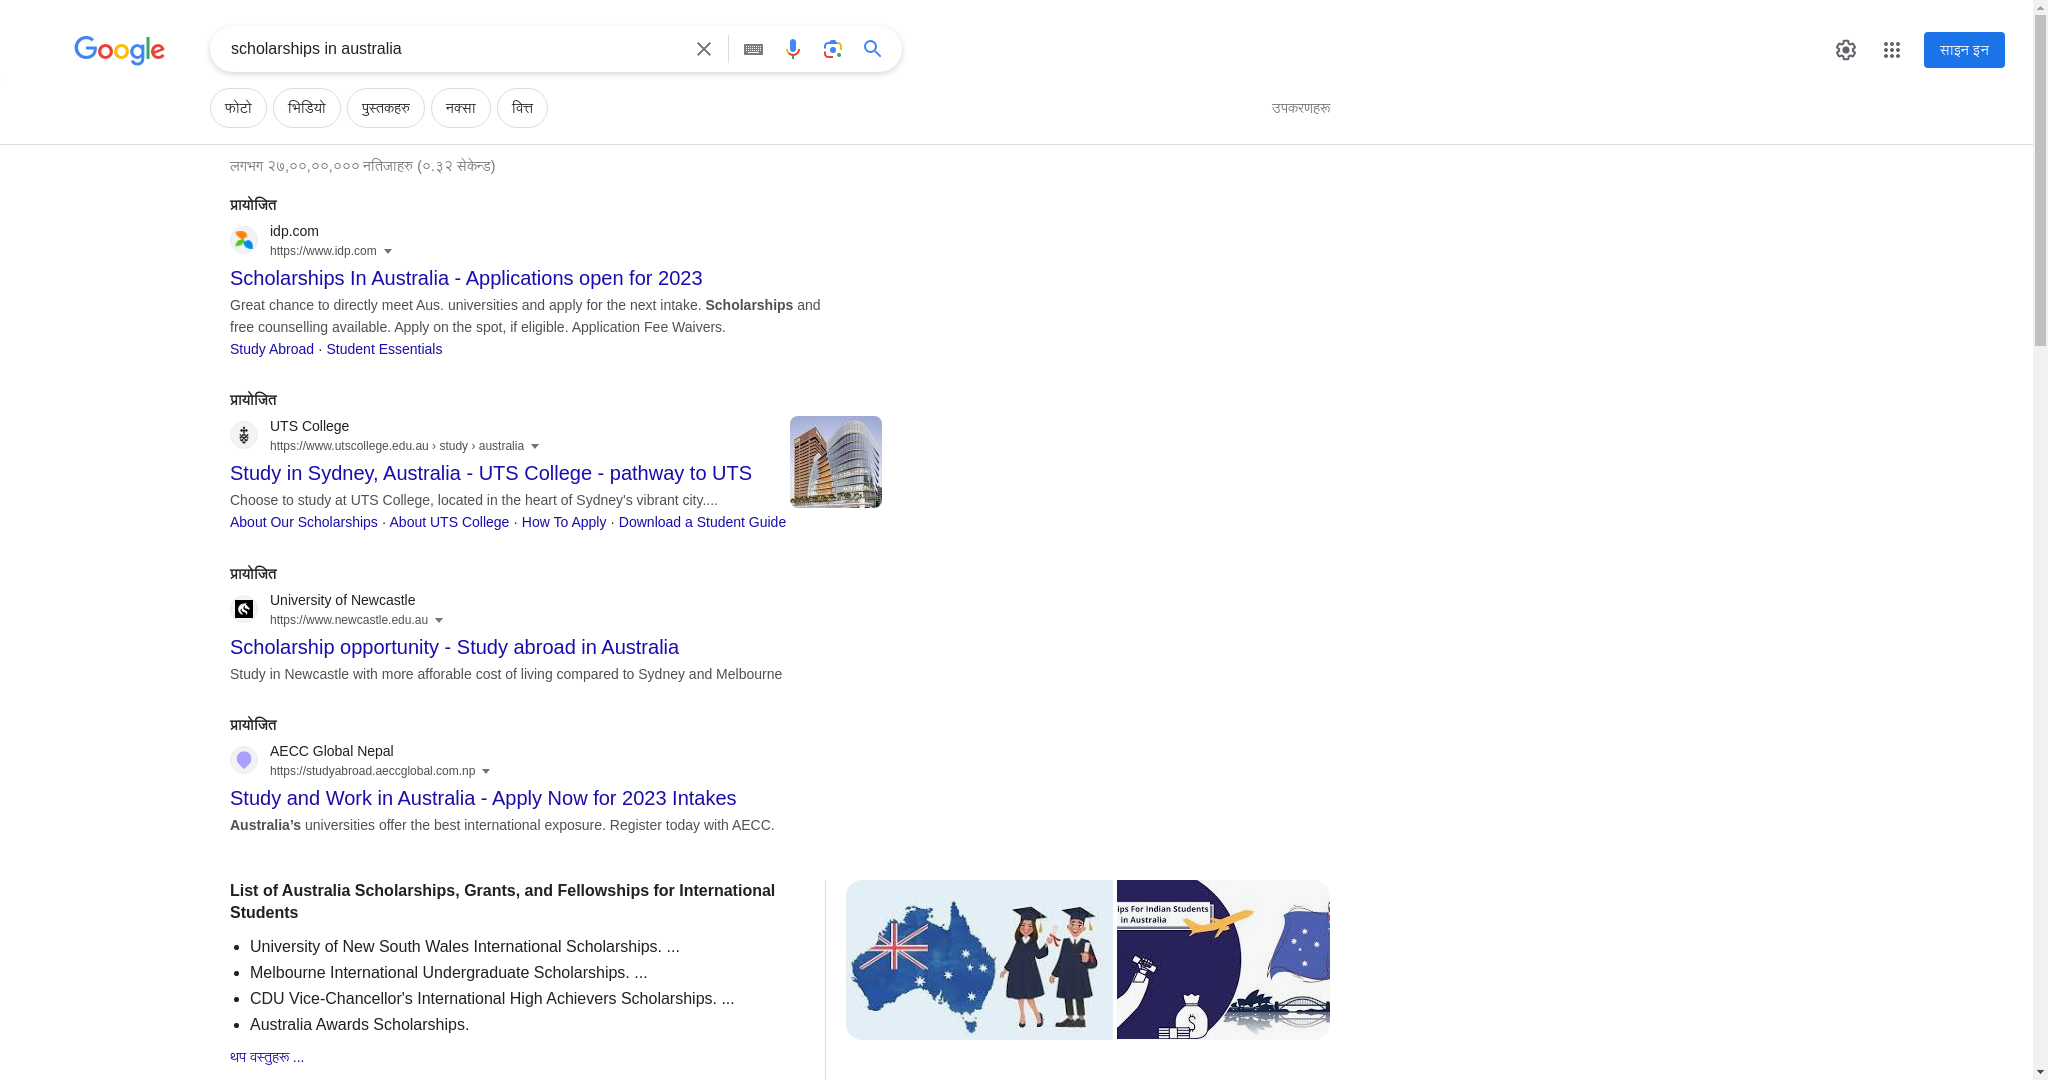 Google
scholarships in australia
साइन इन
फोटो
भिडियो
पुस्तकहरु
नक्सा
वित्त
उपकरणहरू
लगभग २७,००,००,००० नतिजाहरु (०.३२ सेकेन्ड)
प्रायोजित
idp.com
https://www.idp.com
Scholarships In Australia - Applications open for 2023
Great chance to directly meet Aus. universities and apply for the next intake. Scholarships and
free counselling available. Apply on the spot, if eligible. Application Fee Waivers.
Study Abroad · Student Essentials
प्रायोजित
UTS College
https://www.utscollege.edu.au › study › australia
Study in Sydney, Australia - UTS College - pathway to UTS
Choose to study at UTS College, located in the heart of Sydney's vibrant city....
About Our Scholarships · About UTS College · How To Apply · Download a Student Guide
प्रायोजित
University of Newcastle
https://www.newcastle.edu.au
Scholarship opportunity - Study abroad in Australia
Study in Newcastle with more afforable cost of living compared to Sydney and Melbourne
प्रायोजित
AECC Global Nepal
https://studyabroad.aeccglobal.com.np
Study and Work in Australia - Apply Now for 2023 Intakes
Australia’s universities offer the best international exposure. Register today with AECC.
List of Australia Scholarships, Grants, and Fellowships for International
Students
• University of New South Wales International Scholarships. ...
• Melbourne International Undergraduate Scholarships. ...
• CDU Vice-Chancellor's International High Achievers Scholarships. ...
• Australia Awards Scholarships.
थप वस्तुहरू ...
ips For Indian Students
in Australia
$